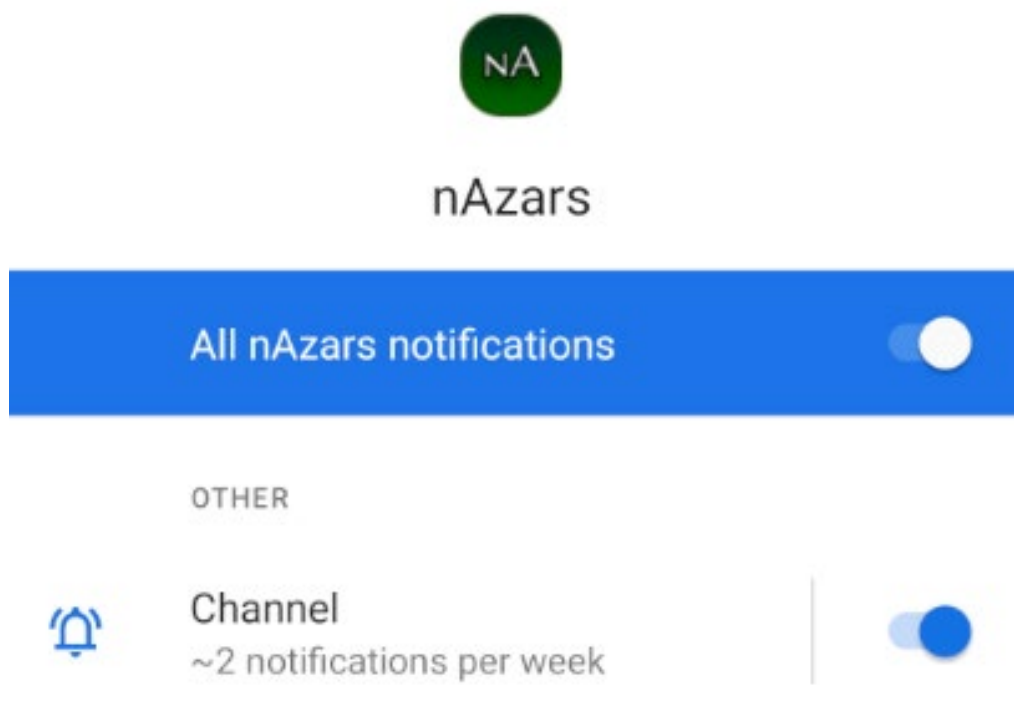 NA
nAzars
All nAzars notifications
OTHER
Channel
~2 notifications per week